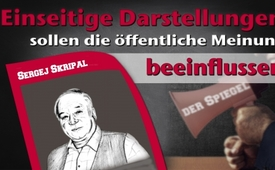 Einseitige Darstellungen
sollen die öffentliche Meinun
beeinflussen
SERGEJ SKRIPAL
DER SPIEGEL